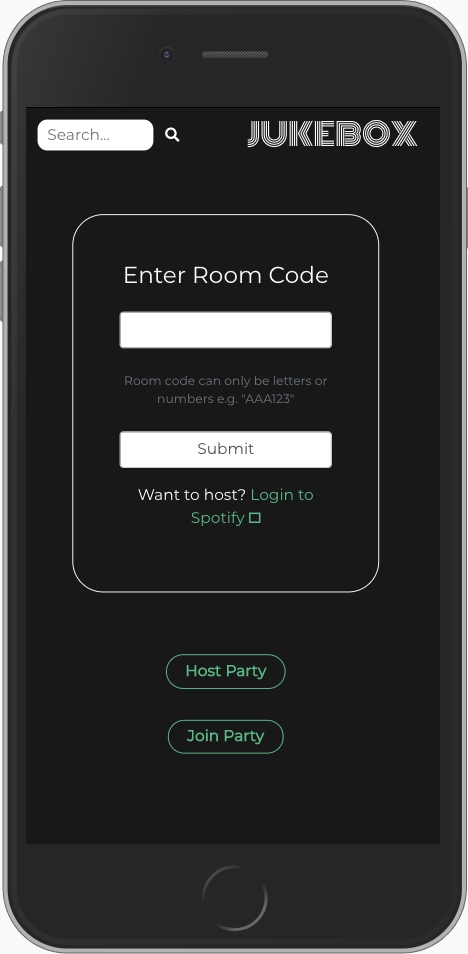 Search...
JUKEBOX
Enter Room Code
Room code can only be letters or
numbers e.g. "AAA123"
Submit
Want to host? Login to
Spotify
Host Party
Join Party